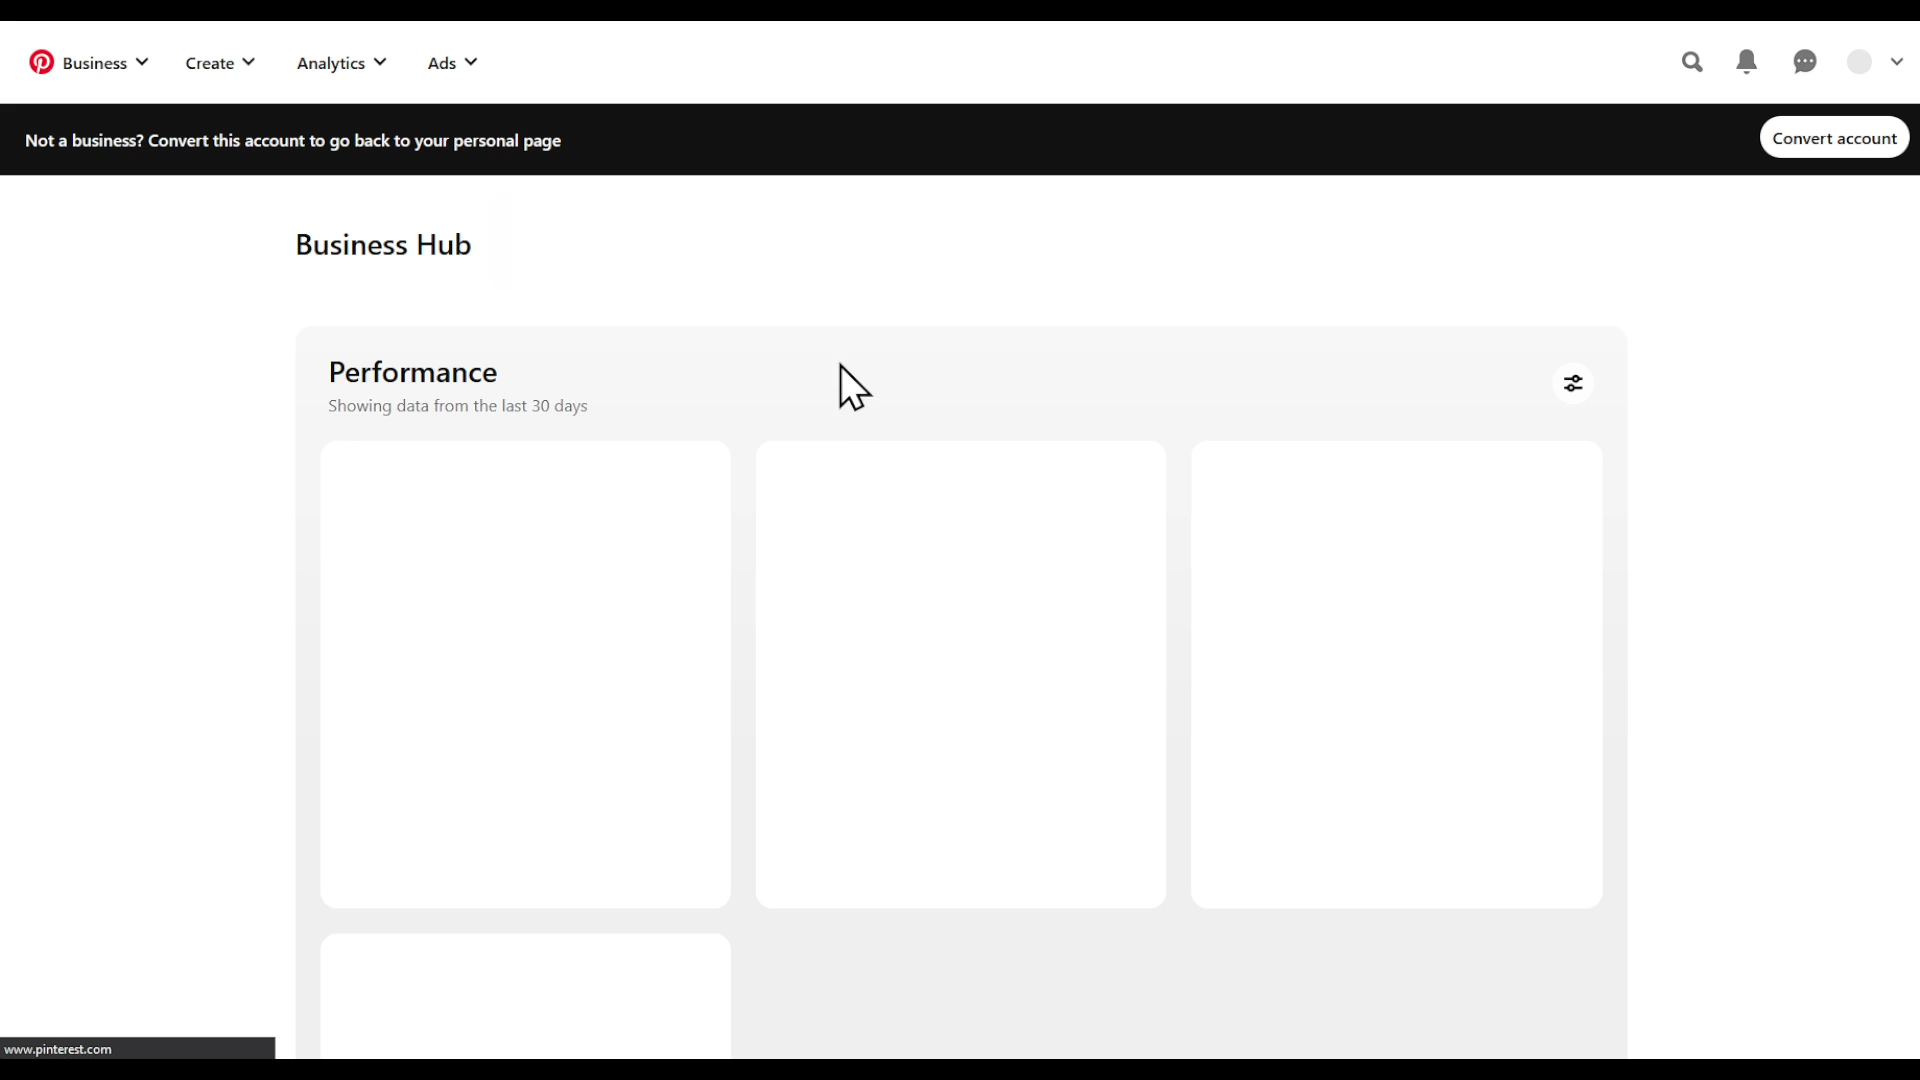 Business
Create
Analytics
Ads
Not a business? Convert this account to go back to your personal page
Convert account
Business Hub
Performance
Showing data from the last 30 days
www.pinterest.com